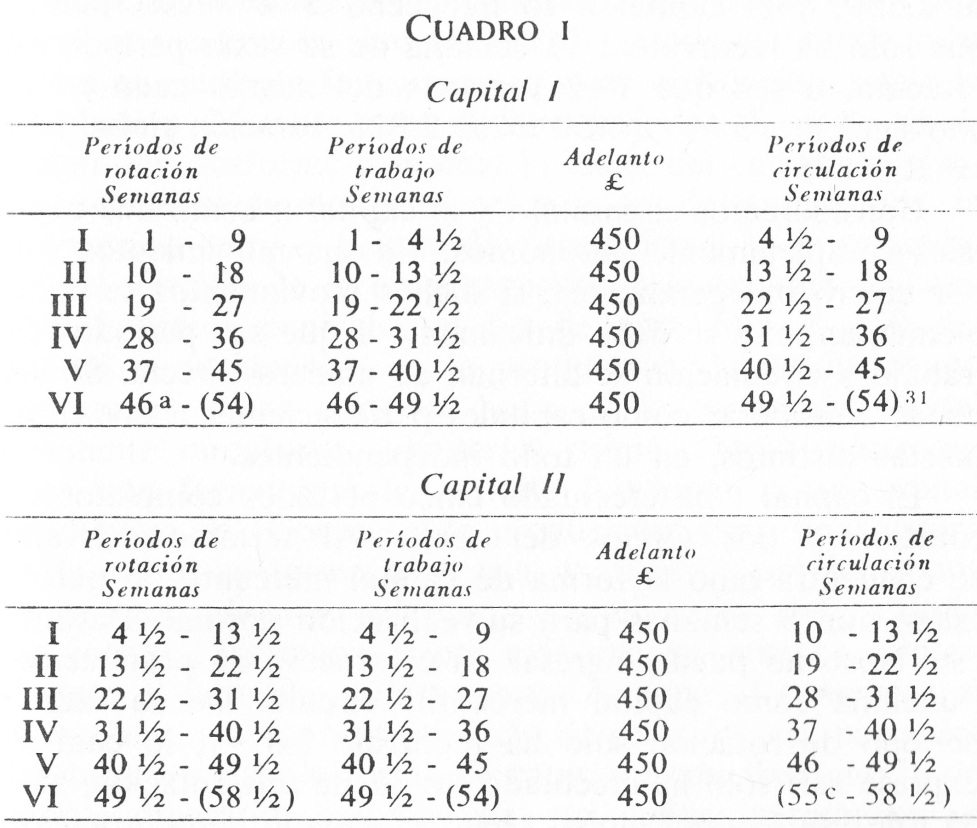 CUADRO I
Capital I
Períodos de rotación Semanas Períodos de trabajo Semanas Adelanto £ Períodos de circulación Semanas
I 1 - 9 1 - 4 ½ 450 4 ½ - 9
II 10 - 18 10 - 13 ½ 450 13 ½ - 18
III 19 - 27 19 - 22 ½ 450 22 ½ - 27
IV 28 - 36 28 - 31 ½ 450 31 ½ - 36
V 37 - 45 37 - 40 ½ 450 40 ½ - 45
VI 46 a - (54) 46 - 49 ½ 450 49 ½ - (54) 31
Capital II
Períodos de rotación Semanas Períodos de trabajo Semanas Adelanto £ Períodos de circulación Semanas
I 4 ½ - 13 ½ 4 ½ - 9 450 10 - 13 ½
II 13 ½ - 22 ½ 13 ½ - 18 450 19 - 22 ½
III 22 ½ - 31 ½ 22 ½ - 27 450 28 - 31 ½
IV 31 ½ - 40 ½ 31 ½ - 36 450 37 - 40 ½
V 40 ½ - 49 ½ 40 ½ - 45 450 46 - 49 ½
VI 49 ½ - (58 ½) 49 ½ - (54) 450 (55 c - 58 ½)